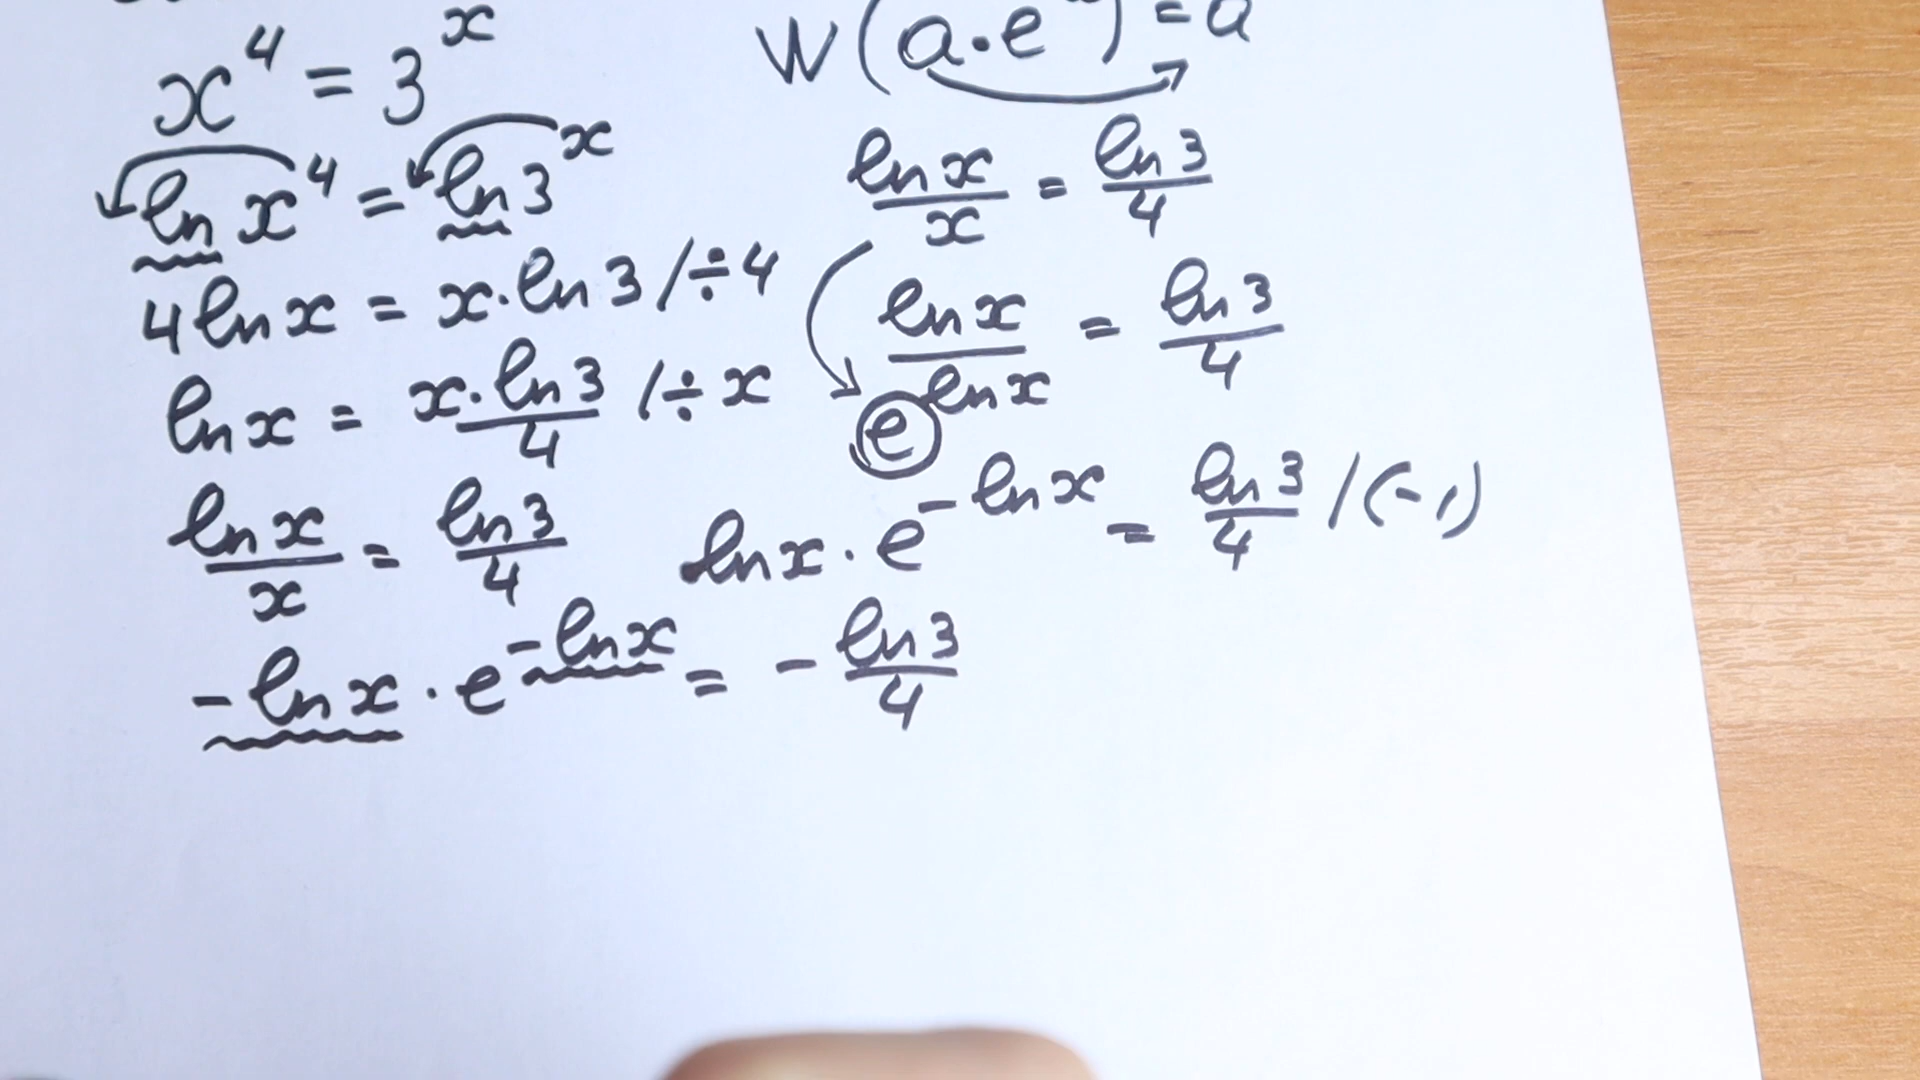 x⁴ = 3ˣ
ln x⁴ = ln 3ˣ
4 ln x = x · ln 3 / ÷ 4
ln x = x · ln 3 / 4 / ÷ x
ln x / x = ln 3 / 4
W( a · e ) = a
ln x / x = ln 3 / 4
ln x / e^(ln x) = ln 3 / 4
ln x · e^(- ln x) = ln 3 / 4 / (-1)
- ln x · e^(- ln x) = - ln 3 / 4